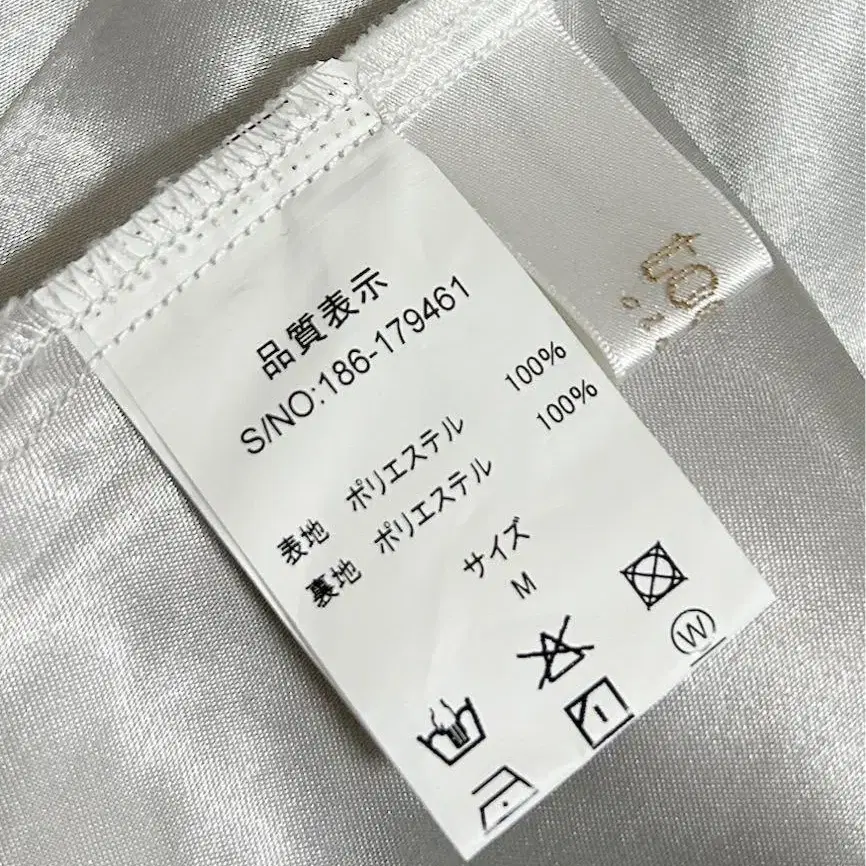 品質表示
S/NO:186-179461
表地 ポリエステル 100%
裏地 ポリエステル 100%
サイズ
M
W